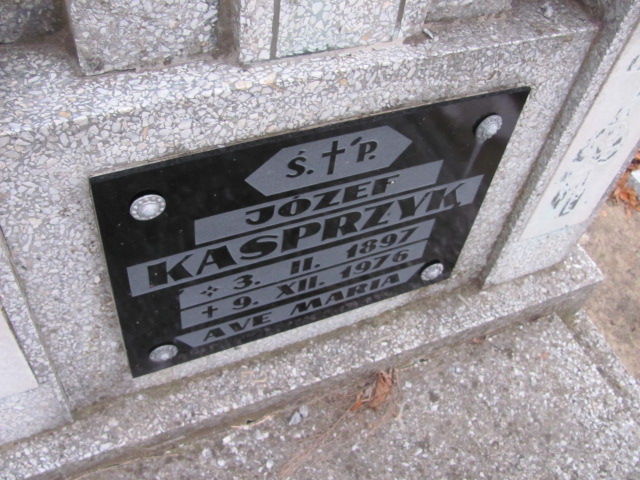 Ś.†P.
JÓZEF
KASPRZYK
✣ 3. II. 1897
† 9. XII. 1976
AVE MARIA